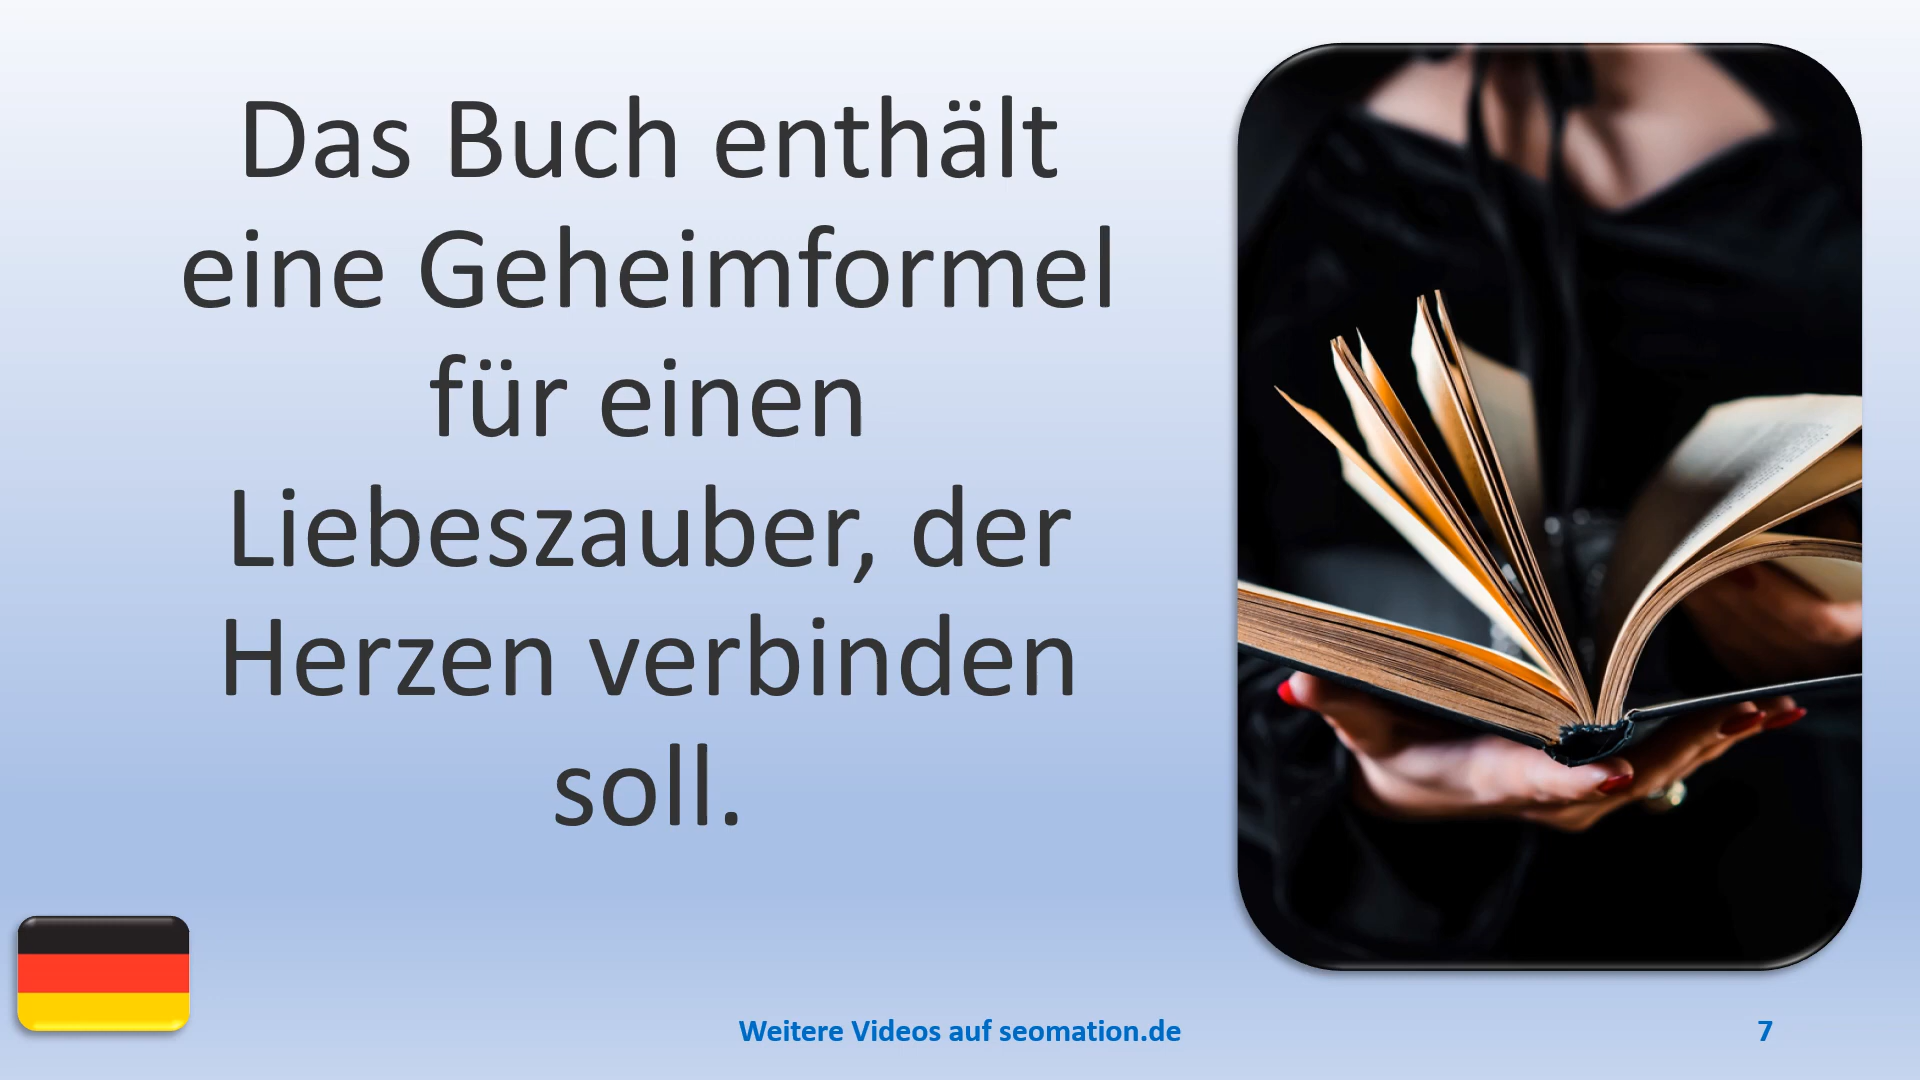 Das Buch enthält
eine Geheimformel
für einen
Liebeszauber, der
Herzen verbinden
soll.
Weitere Videos auf seomation.de
7